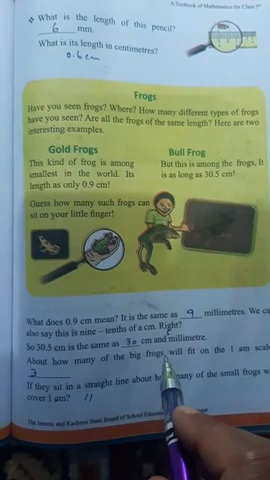 A Textbook of Mathematics for Class 5th
❖ What is the length of this pencil?
6 mm.
What is its length in centimetres?
0.6 cm
Frogs
Have you seen frogs? Where? How many different types of frogs
have you seen? Are all the frogs of the same length? Here are two
interesting examples.
Gold Frogs
This kind of frog is among
smallest in the world. Its
length as only 0.9 cm!
Bull Frog
But this is among the frogs, It
is as long as 30.5 cm!
Guess how many such frogs can
sit on your little finger!
What does 0.9 cm mean? It is the same as 9 millimetres. We ca
also say this is nine – tenths of a cm. Right?
So 30.5 cm is the same as 30 cm and millimetre.
About how many of the big frogs will fit on the 1 m scale
3
If they sit in a straight line about how many of the small frogs w
cover 1 m? 11
The Jammu and Kashmir State Board of School